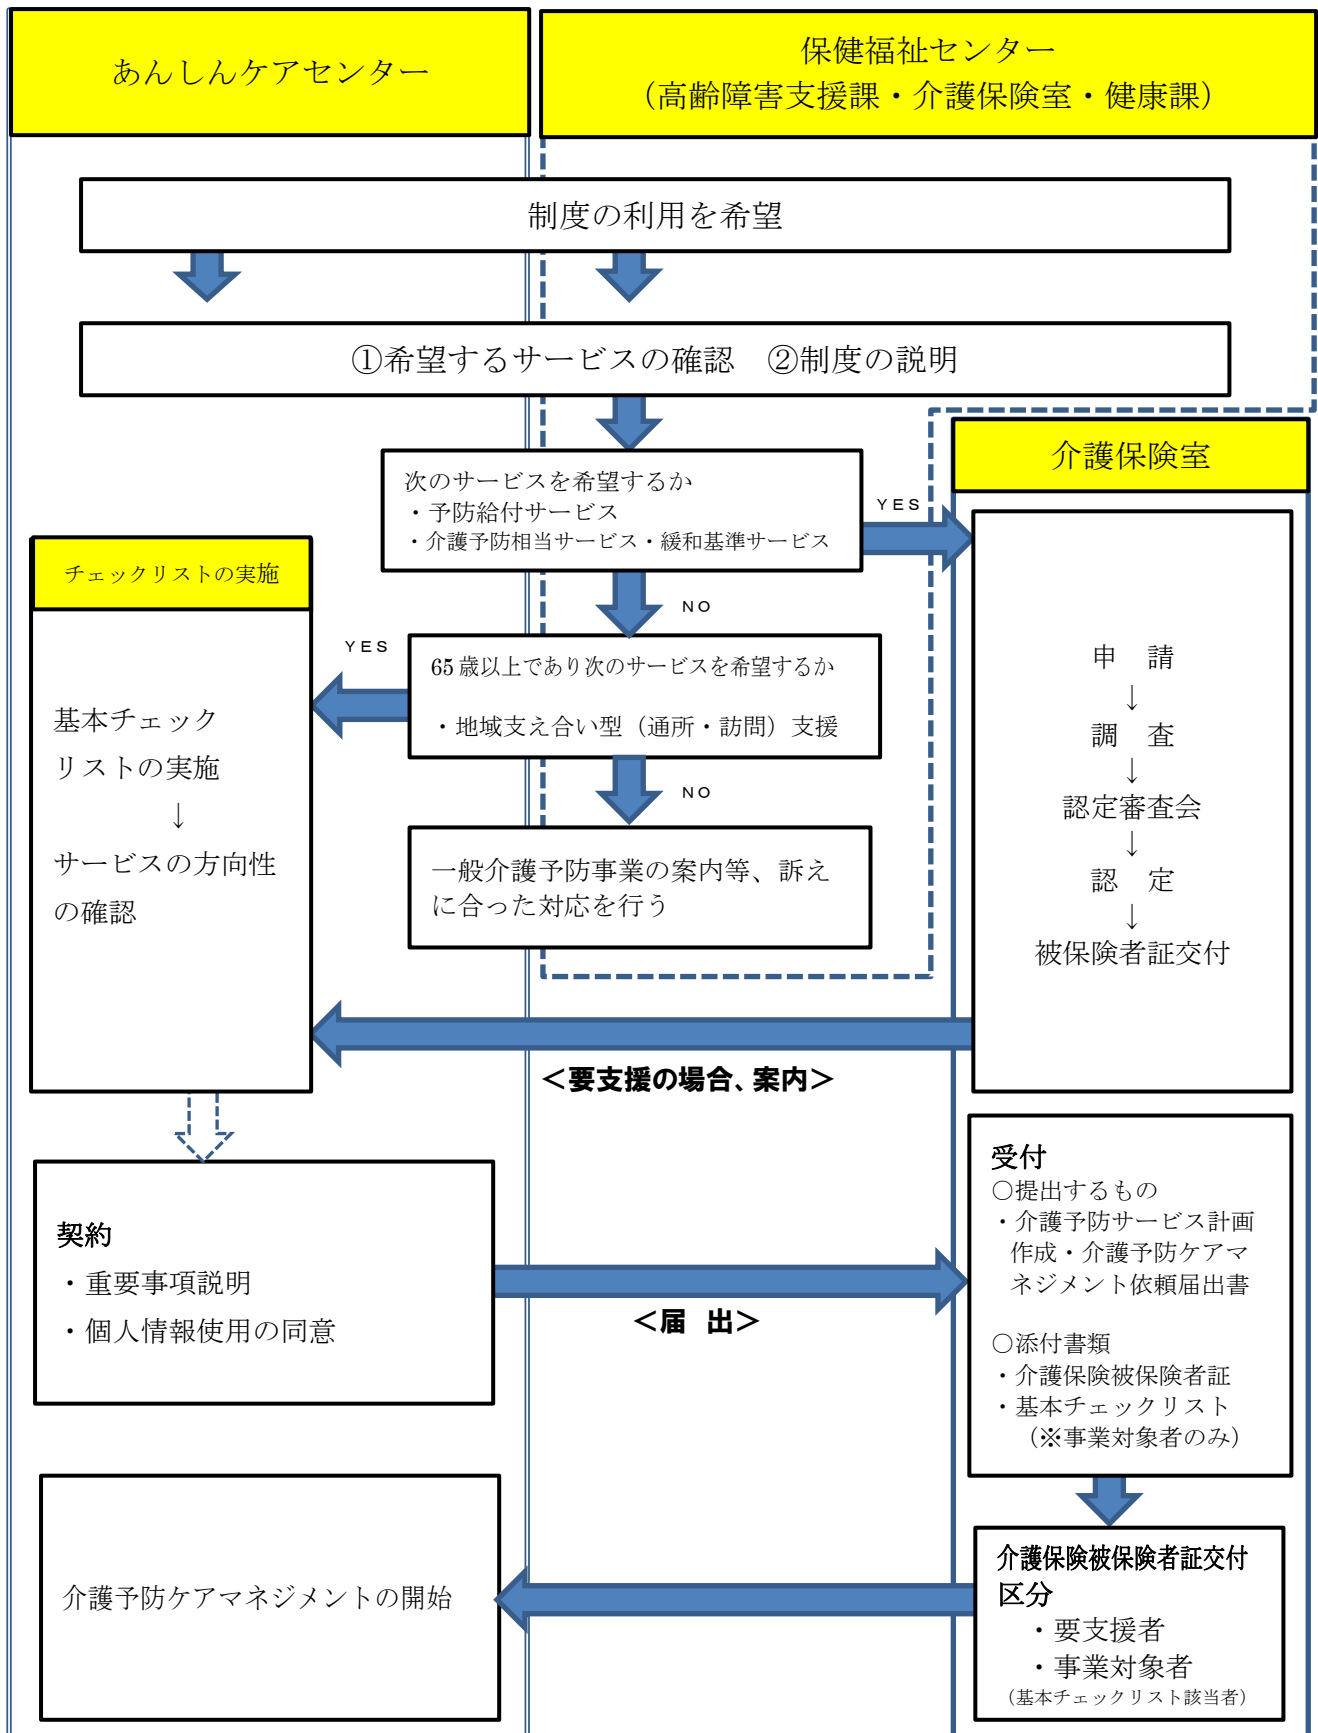 あんしんケアセンター
保健福祉センター
（高齢障害支援課・介護保険室・健康課）
制度の利用を希望
①希望するサービスの確認　②制度の説明
次のサービスを希望するか
・予防給付サービス
・介護予防相当サービス・緩和基準サービス
YES
NO
65歳以上であり次のサービスを希望するか
・地域支え合い型（通所・訪問）支援
YES
NO
一般介護予防事業の案内等、訴え
に合った対応を行う
チェックリストの実施
基本チェック
リストの実施
↓
サービスの方向性
の確認
介護保険室
申　請
↓
調　査
↓
認定審査会
↓
認　定
↓
被保険者証交付
＜要支援の場合、案内＞
契約
・重要事項説明
・個人情報使用の同意
＜届　出＞
受付
○提出するもの
・介護予防サービス計画
作成・介護予防ケアマ
ネジメント依頼届出書
○添付書類
・介護保険被保険者証
・基本チェックリスト
（※事業対象者のみ）
介護保険被保険者証交付
区分
・要支援者
・事業対象者
（基本チェックリスト該当者）
介護予防ケアマネジメントの開始